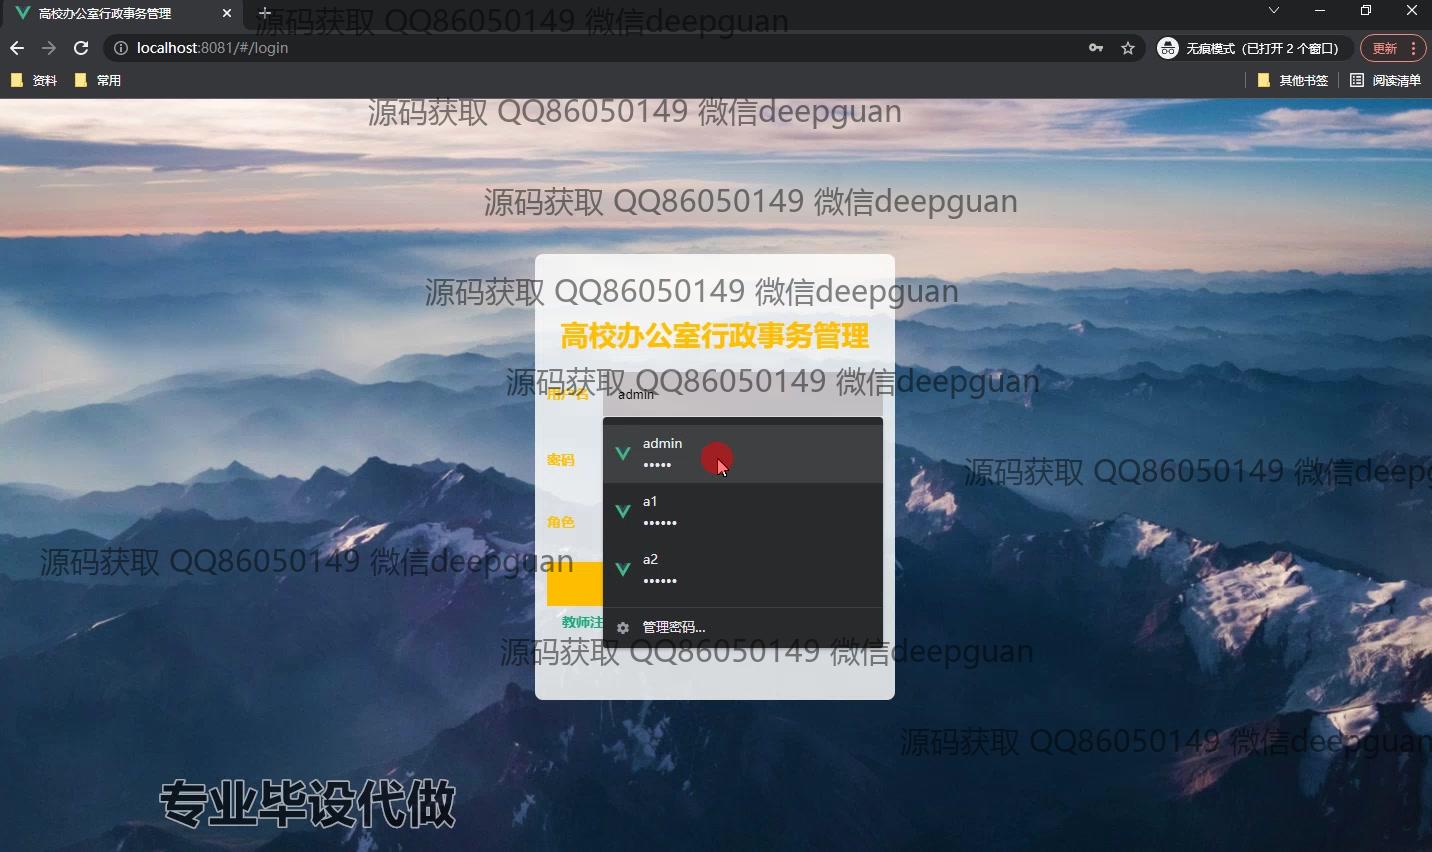 高校办公室行政事务管理
源码获取 QQ86050149 微信deepguan
localhost:8081/#/login
无痕模式（已打开 2 个窗口）
更新
资料
常用
其他书签
阅读清单
源码获取 QQ86050149 微信deepguan
源码获取 QQ86050149 微信deepguan
源码获取 QQ86050149 微信deepguan
高校办公室行政事务管理
源码获取 QQ86050149 微信deepguan
用户名
admin
admin
•••••
密码
源码获取 QQ86050149 微信deep
a1
••••••
角色
源码获取 QQ86050149 微信deepguan
a2
••••••
教师注
管理密码...
源码获取 QQ86050149 微信deepguan
源码获取 QQ86050149 微信deepguan
专业毕设代做